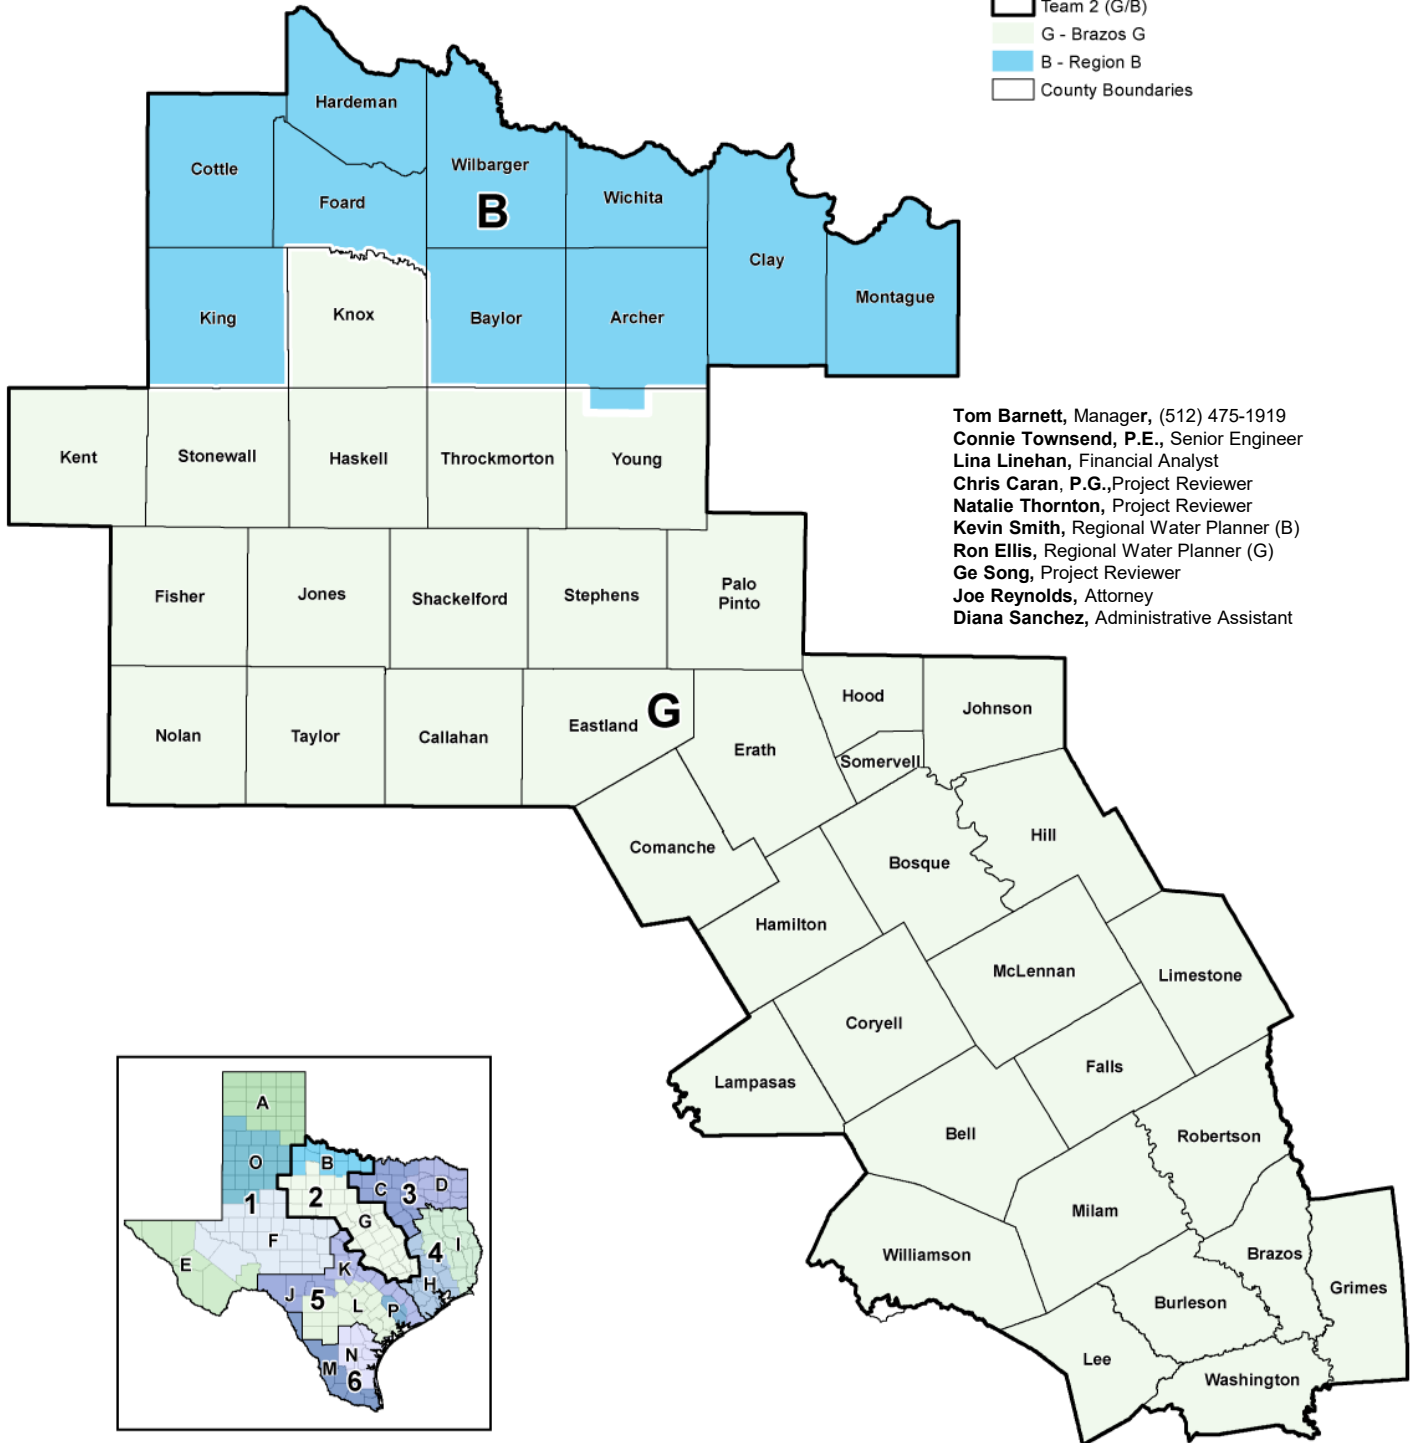 Team 2 (G/B)
G - Brazos G
B - Region B
County Boundaries
Hardeman
Cottle
Wilbarger
Foard
B
Wichita
Clay
Montague
King
Knox
Baylor
Archer
Kent
Stonewall
Haskell
Throckmorton
Young
Tom Barnett, Manager, (512) 475-1919
Connie Townsend, P.E., Senior Engineer
Lina Linehan, Financial Analyst
Chris Caran, P.G.,Project Reviewer
Natalie Thornton, Project Reviewer
Kevin Smith, Regional Water Planner (B)
Ron Ellis, Regional Water Planner (G)
Ge Song, Project Reviewer
Joe Reynolds, Attorney
Diana Sanchez, Administrative Assistant
Fisher
Jones
Shackelford
Stephens
Palo
Pinto
Nolan
Taylor
Callahan
Eastland
G
Erath
Hood
Johnson
Somervell
Comanche
Bosque
Hill
Hamilton
McLennan
Limestone
Coryell
Lampasas
Falls
Bell
Robertson
Milam
Williamson
Brazos
Grimes
Burleson
Lee
Washington
A
O
B
1
2
C
3
D
G
F
4
I
E
K
H
J
5
L
P
N
M
6